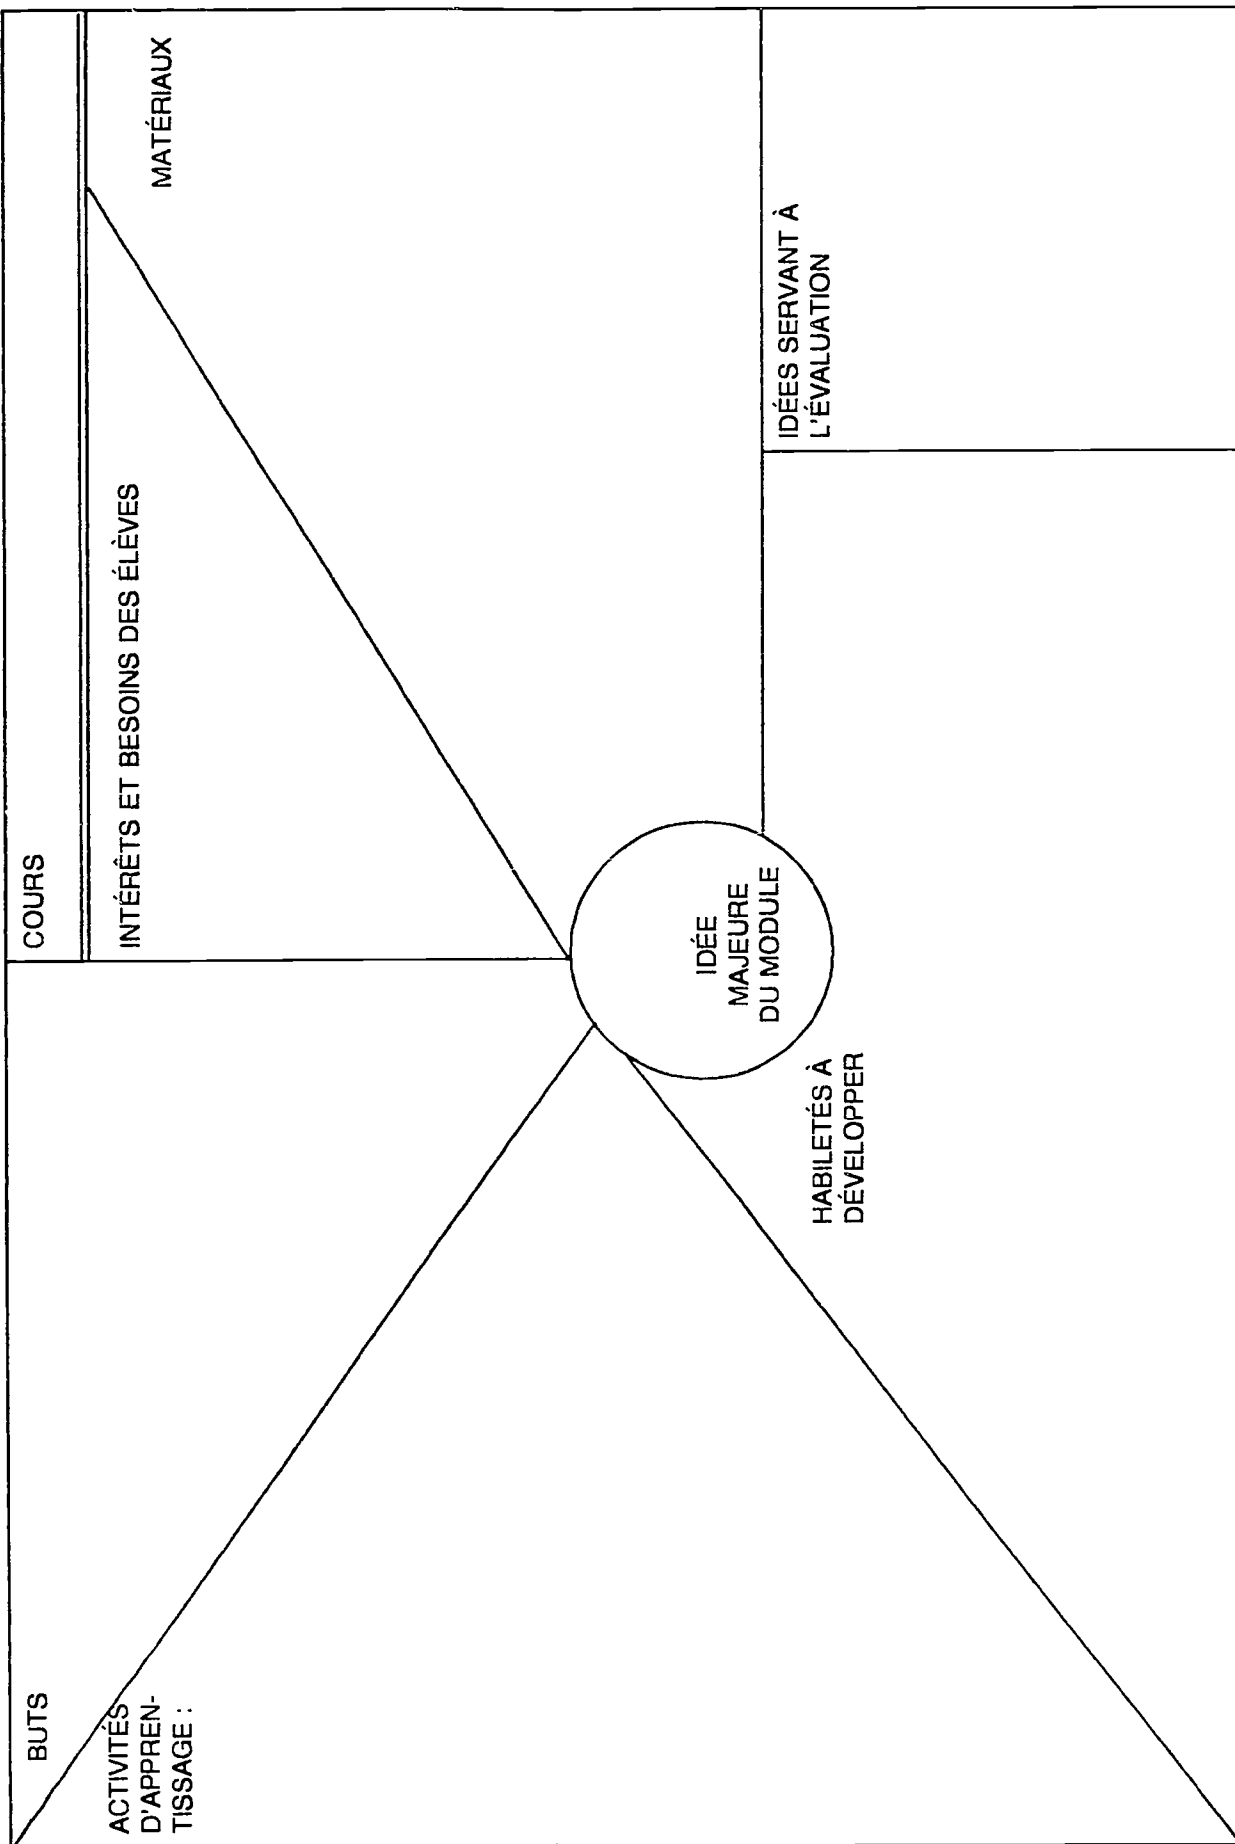 BUTS
COURS
ACTIVITÉS
D'APPREN-
TISSAGE :
INTÉRÊTS ET BESOINS DES ÉLÈVES
MATÉRIAUX
IDÉE
MAJEURE
DU MODULE
HABILETÉS À
DÉVELOPPER
IDÉES SERVANT À
L'ÉVALUATION